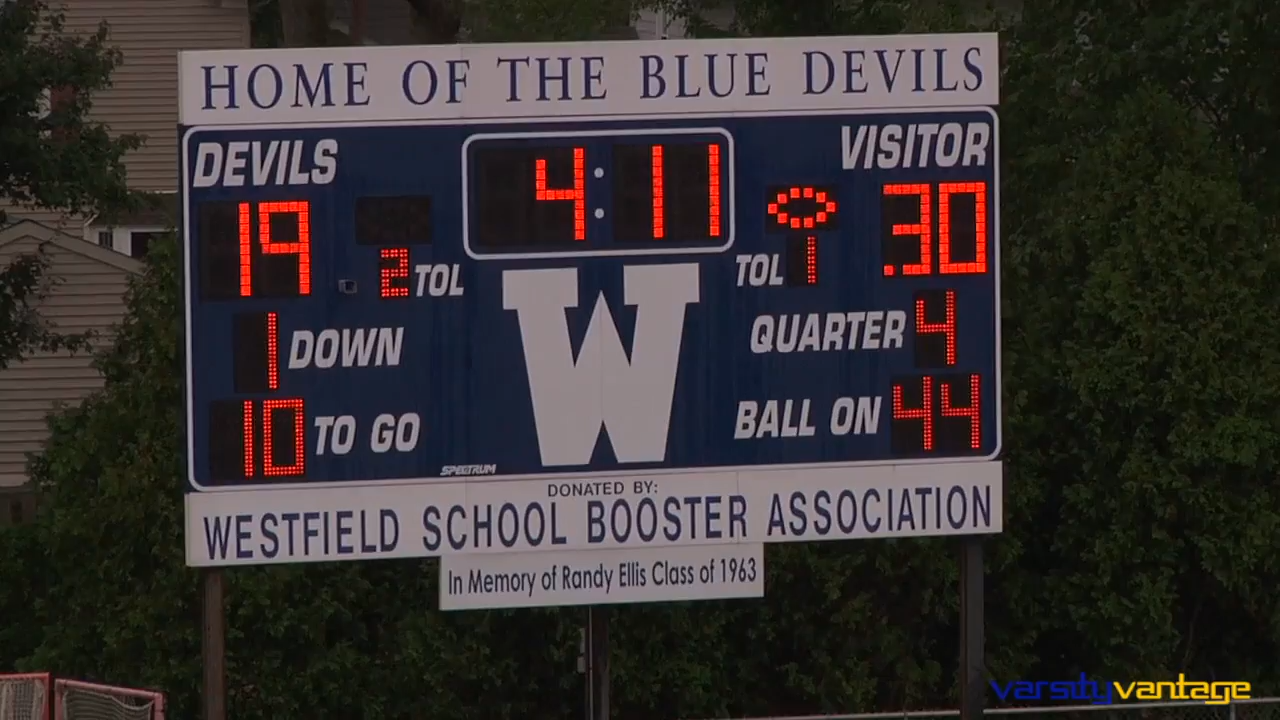 HOME OF THE BLUE DEVILS
DEVILS 4:11 VISITOR
19 30
2 TOL TOL 1
1 DOWN QUARTER 4
10 TO GO W BALL ON 44
SPECTRUM
DONATED BY:
WESTFIELD SCHOOL BOOSTER ASSOCIATION
In Memory of Randy Ellis Class of 1963
varsityvantage